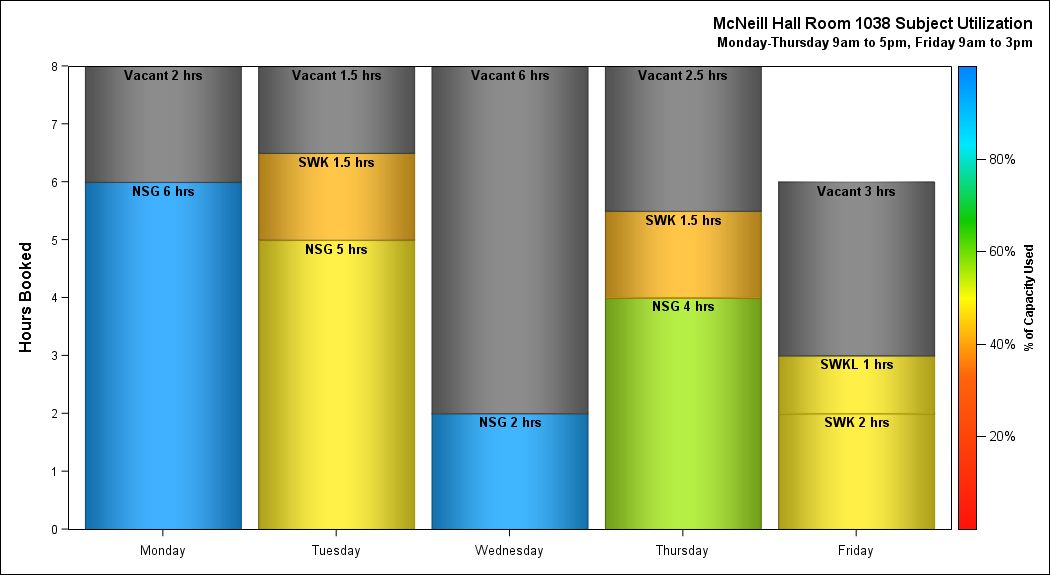 McNeill Hall Room 1038 Subject Utilization
Monday-Thursday 9am to 5pm, Friday 9am to 3pm
Hours Booked
8
7
6
5
4
3
2
1
0
Vacant 2 hrs
NSG 6 hrs
Vacant 1.5 hrs
SWK 1.5 hrs
NSG 5 hrs
Vacant 6 hrs
NSG 2 hrs
Vacant 2.5 hrs
SWK 1.5 hrs
NSG 4 hrs
Vacant 3 hrs
SWKL 1 hrs
SWK 2 hrs
Monday
Tuesday
Wednesday
Thursday
Friday
80%
60%
40%
20%
% of Capacity Used